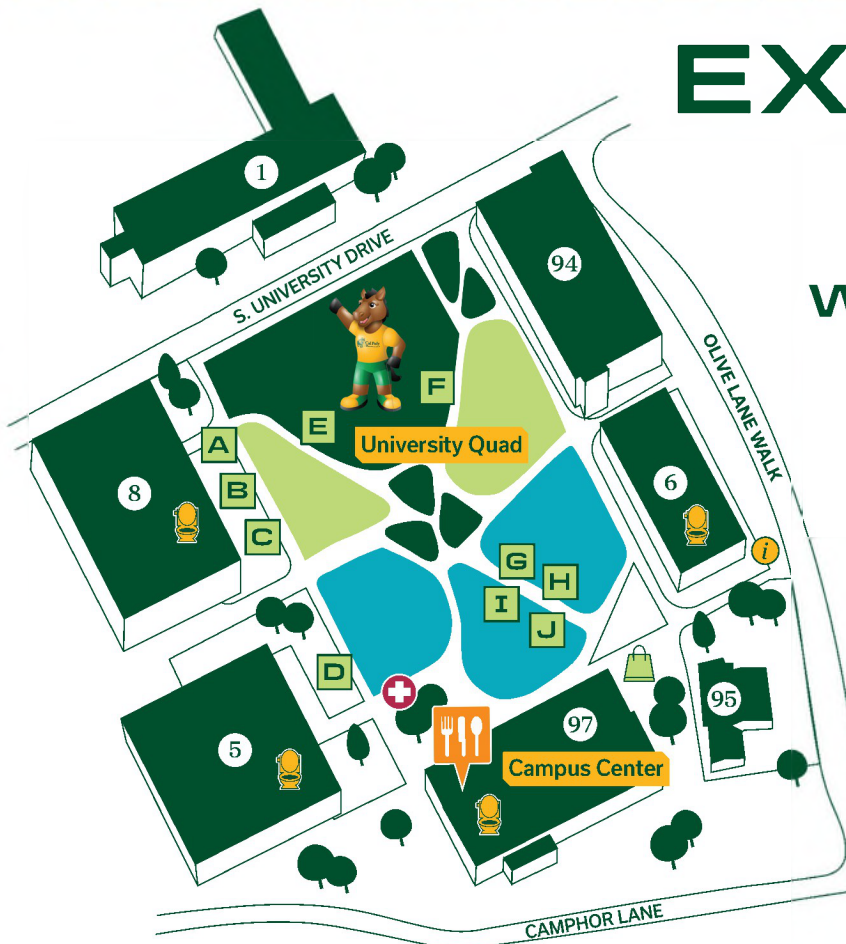 EX
1
94
S. UNIVERSITY DRIVE
W
OLIVE LANE WALK
F
E
A
University Quad
8
B
6
C
i
G
H
I
J
D
95
5
97
Campus Center
CAMPHOR LANE